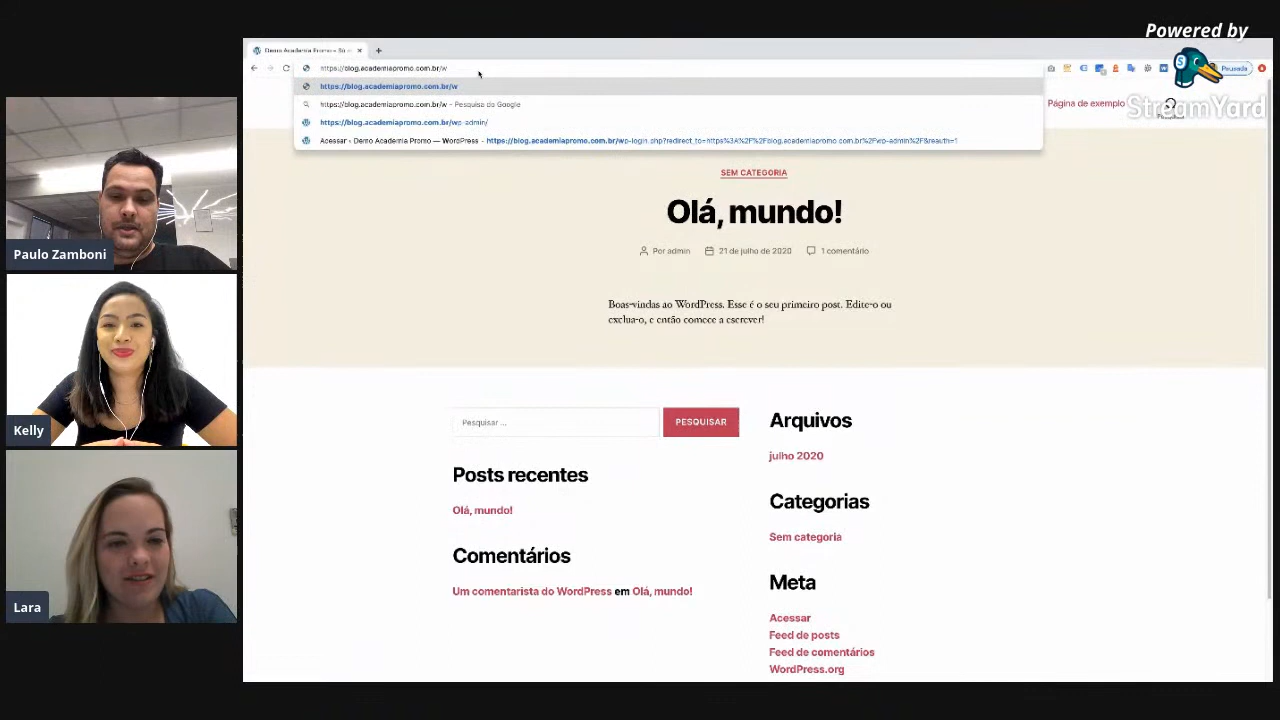 Powered by
StreamYard
Demo Academia Promo – Só o
https://blog.academiapromo.com.br/w
Pausada
https://blog.academiapromo.com.br/w
https://blog.academiapromo.com.br/w - Pesquisa do Google
https://blog.academiapromo.com.br/wp-admin/
Acessar ‹ Demo Academia Promo — WordPress - https://blog.academiapromo.com.br/wp-login.php?redirect_to=https%3A%2F%2Fblog.academiapromo.com.br%2Fwp-admin%2F&reauth=1
Página de exemplo
SEM CATEGORIA
Olá, mundo!
Por admin
21 de julho de 2020
1 comentário
Boas-vindas ao WordPress. Esse é o seu primeiro post. Edite-o ou
exclua-o, e então comece a escrever!
Pesquisar ...
PESQUISAR
Posts recentes
Olá, mundo!
Comentários
Um comentarista do WordPress em Olá, mundo!
Arquivos
julho 2020
Categorias
Sem categoria
Meta
Acessar
Feed de posts
Feed de comentários
WordPress.org
Paulo Zamboni
Kelly
Lara